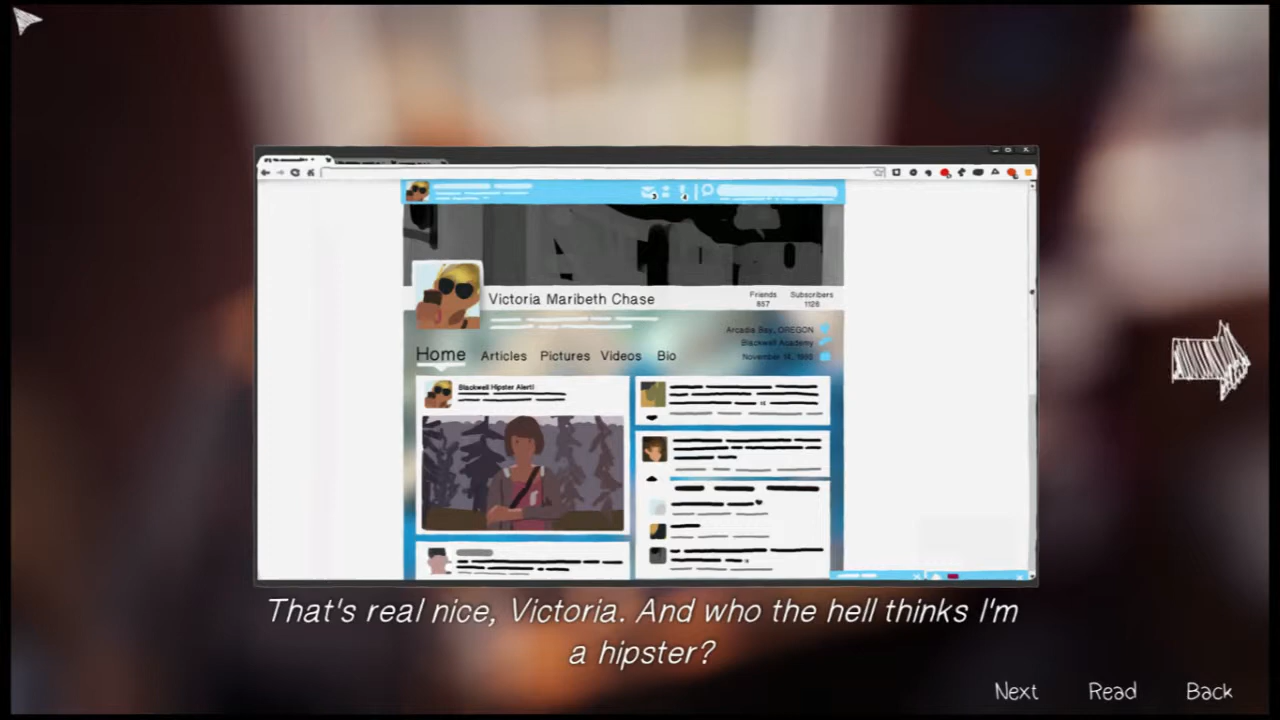 Victoria Maribeth Chase
Friends
857
Subscribers
1126
Arcadia Bay, OREGON
Blackwell Academy
Home
Articles
Pictures
Videos
Bio
Blackwell Hipster Alert!
That's real nice, Victoria. And who the hell thinks I'm
a hipster?
Next
Read
Back